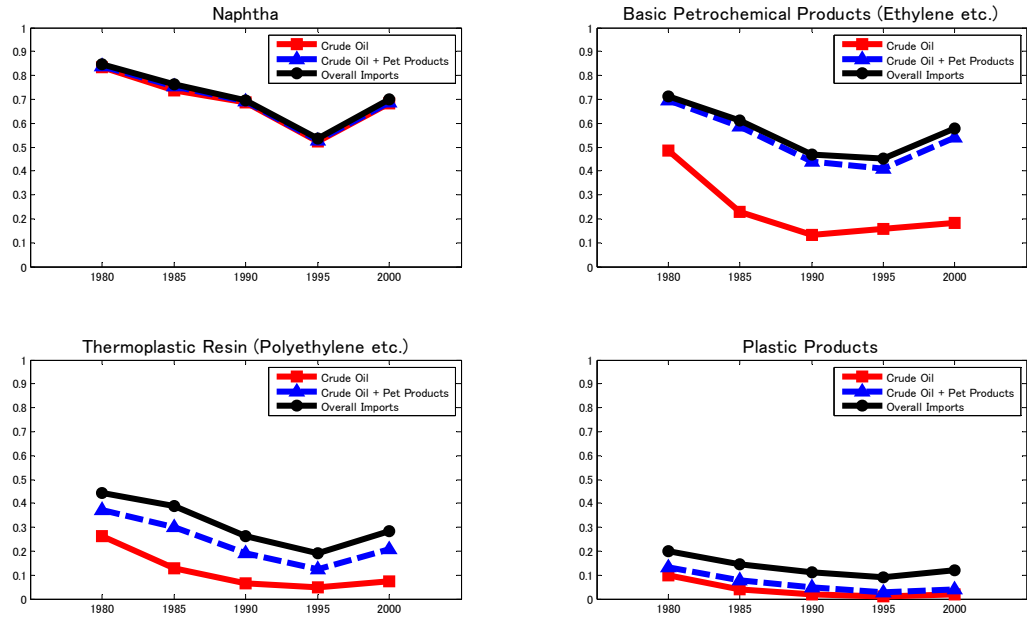 Naphtha
1
0.9
0.8
0.7
0.6
0.5
0.4
0.3
0.2
0.1
0
1980 1985 1990 1995 2000
Crude Oil
Crude Oil + Pet Products
Overall Imports
Basic Petrochemical Products (Ethylene etc.)
1
0.9
0.8
0.7
0.6
0.5
0.4
0.3
0.2
0.1
0
1980 1985 1990 1995 2000
Crude Oil
Crude Oil + Pet Products
Overall Imports
Thermoplastic Resin (Polyethylene etc.)
1
0.9
0.8
0.7
0.6
0.5
0.4
0.3
0.2
0.1
0
1980 1985 1990 1995 2000
Crude Oil
Crude Oil + Pet Products
Overall Imports
Plastic Products
1
0.9
0.8
0.7
0.6
0.5
0.4
0.3
0.2
0.1
0
1980 1985 1990 1995 2000
Crude Oil
Crude Oil + Pet Products
Overall Imports